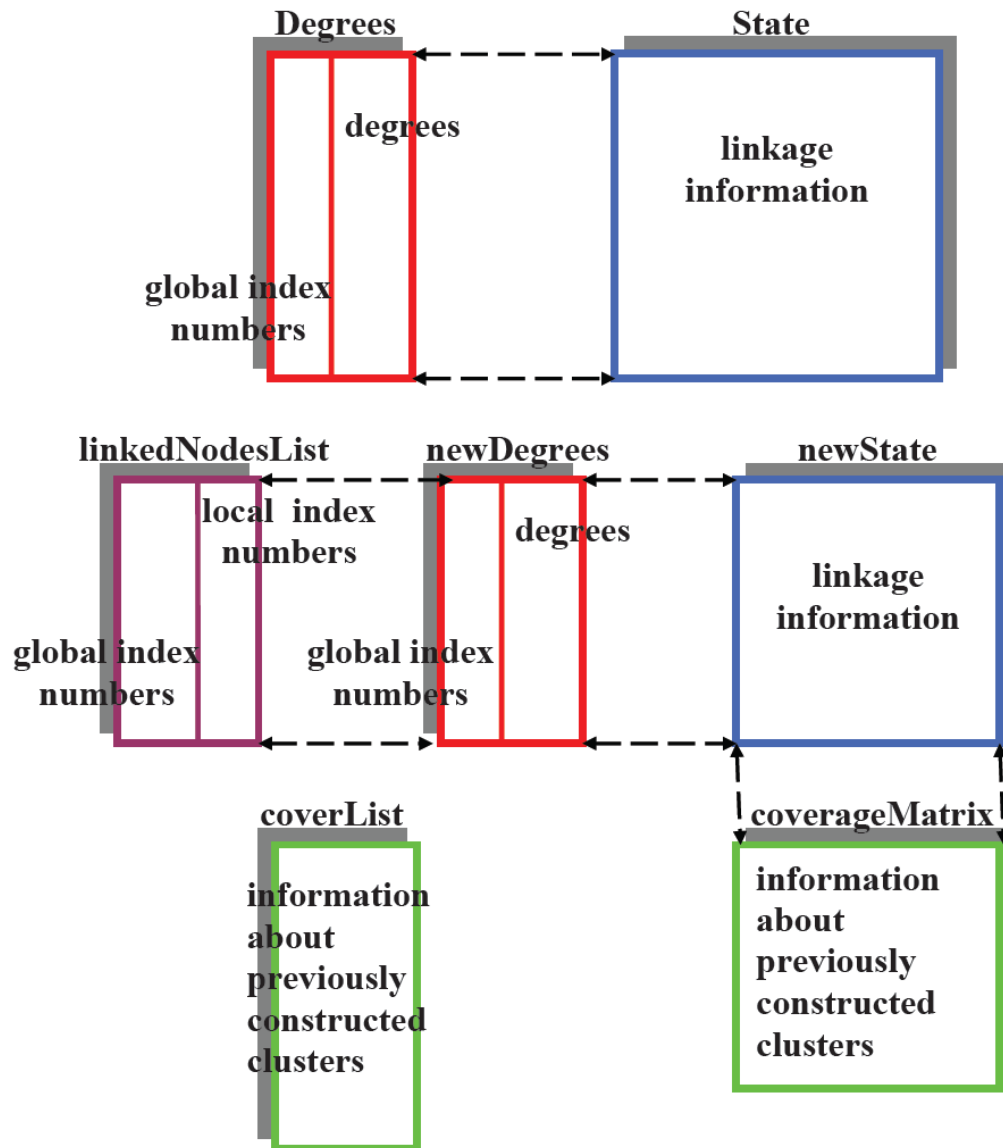 Degrees
State
degrees
linkage
information
global index
numbers
linkedNodesList
newDegrees
newState
local index
numbers
degrees
linkage
information
global index
numbers
global index
numbers
coverList
coverageMatrix
information
about
previously
constructed
clusters
information
about
previously
constructed
clusters